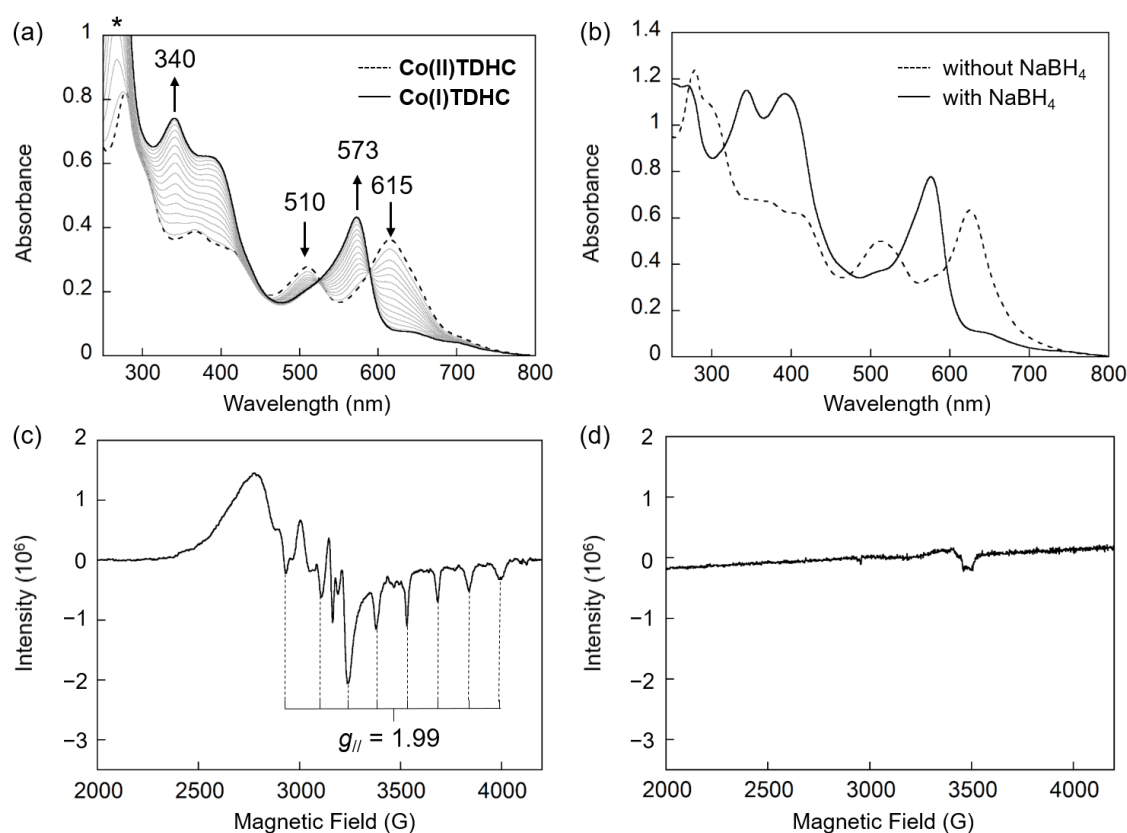 (a)
*
340
510
573
615
Co(II)TDHC
Co(I)TDHC
1
0.8
0.6
0.4
0.2
0
300 400 500 600 700 800
Absorbance
Wavelength (nm)
(b)
without NaBH₄
with NaBH₄
1.4
1.2
1.0
0.8
0.6
0.4
0.2
0
300 400 500 600 700 800
Absorbance
Wavelength (nm)
(c)
2
1
0
−1
−2
−3
2000 2500 3000 3500 4000
g// = 1.99
Intensity (10⁶)
Magnetic Field (G)
(d)
2
1
0
−1
−2
−3
2000 2500 3000 3500 4000
Intensity (10⁶)
Magnetic Field (G)